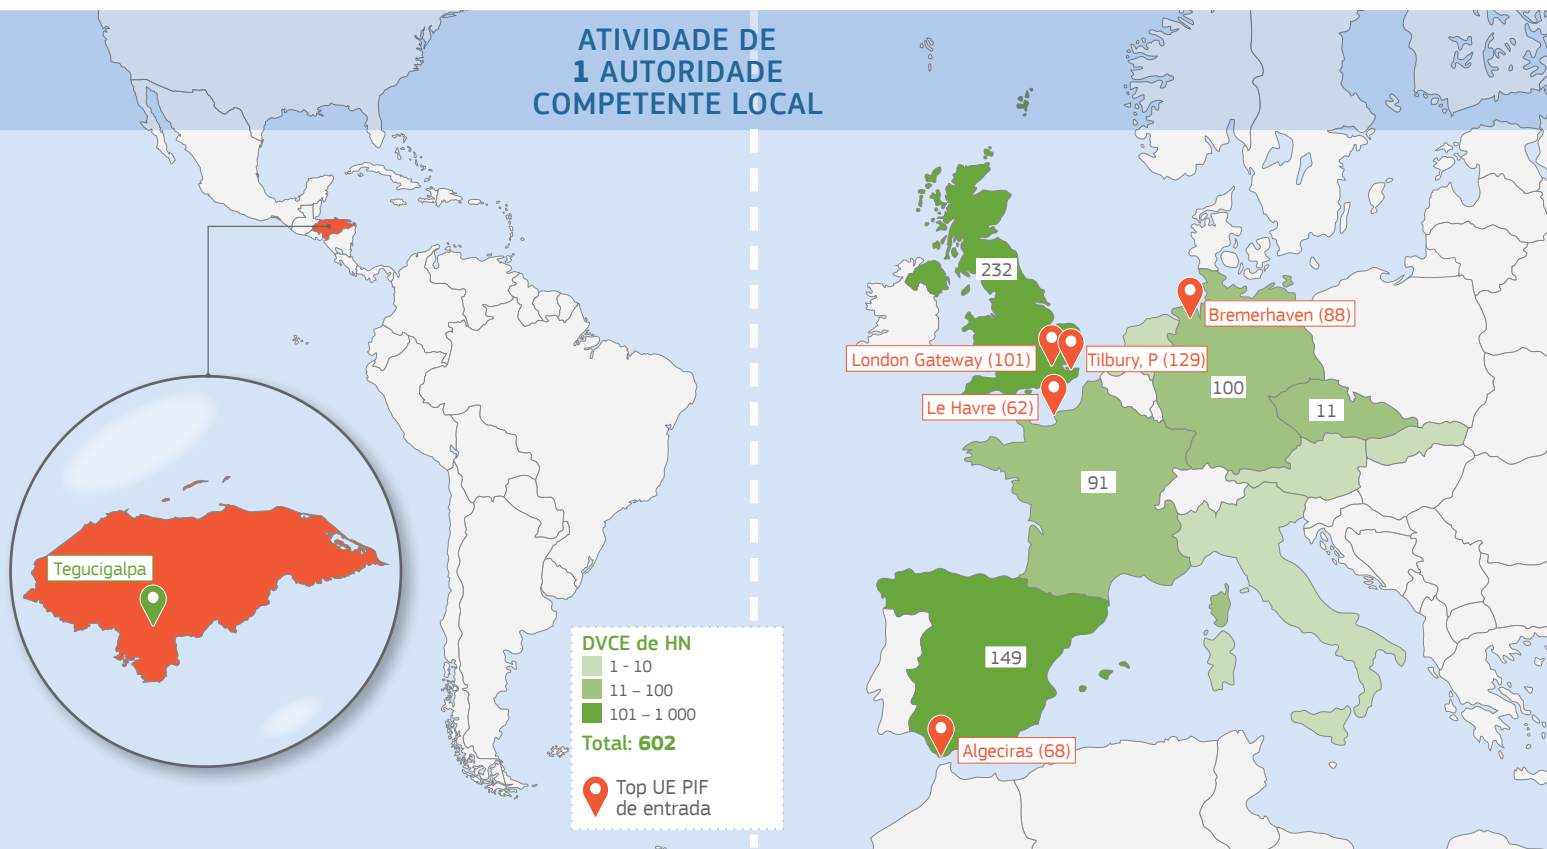 ATIVIDADE DE
1 AUTORIDADE
COMPETENTE LOCAL
Tegucigalpa
DVCE de HN
1 - 10
11 – 100
101 – 1 000
Total: 602
Top UE PIF
de entrada
232
Bremerhaven (88)
London Gateway (101)
Tilbury, P (129)
Le Havre (62)
100
11
91
149
Algeciras (68)